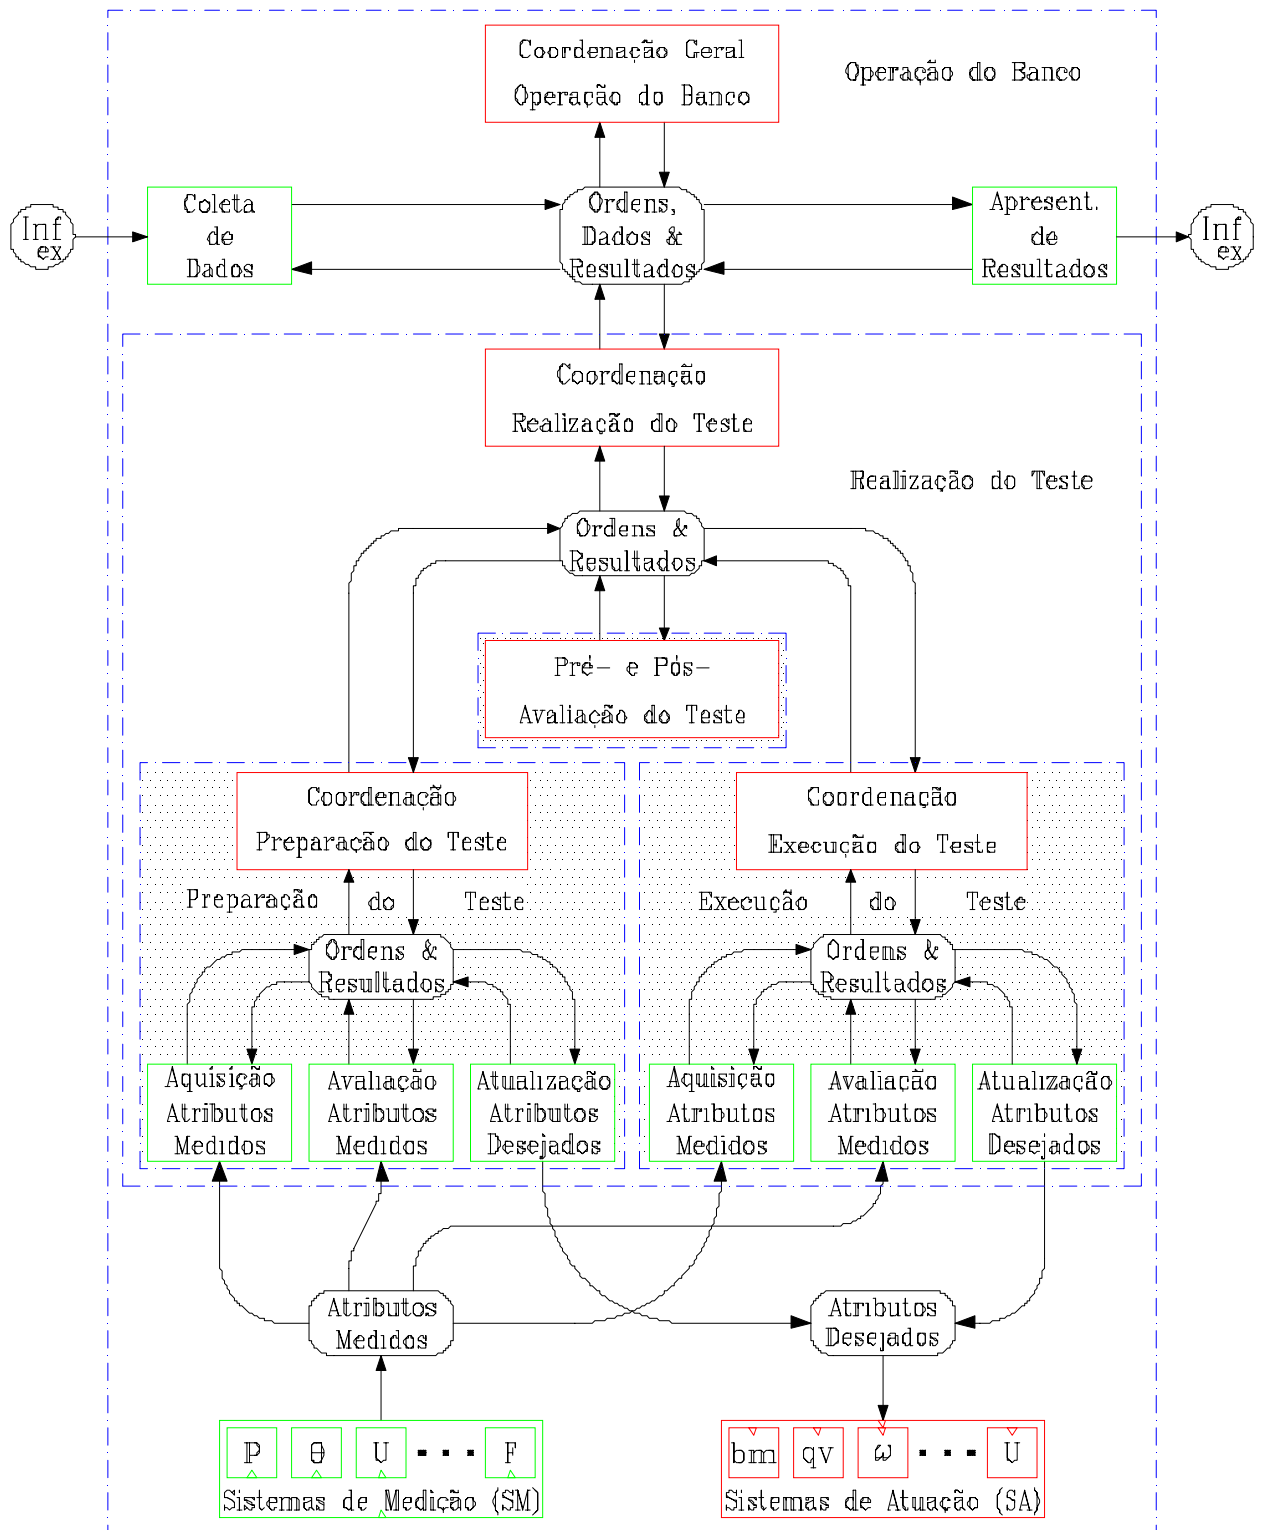 Coordenação Geral
Operação do Banco
Operação do Banco
Inf
ex
Coleta
de
Dados
Ordens,
Dados &
Resultados
Apresent.
de
Resultados
Inf
ex
Coordenação
Realização do Teste
Realização do Teste
Ordens &
Resultados
Pré- e Pós-
Avaliação do Teste
Coordenação
Preparação do Teste
Coordenação
Execução do Teste
Preparação do Teste
Execução do Teste
Ordens &
Resultados
Ordens &
Resultados
Aquisição
Atributos
Medidos
Avaliação
Atributos
Medidos
Atualização
Atributos
Desejados
Aquisição
Atributos
Medidos
Avaliação
Atributos
Medidos
Atualização
Atributos
Desejados
Atributos
Medidos
Atributos
Desejados
P θ U ... F
Sistemas de Medição (SM)
bm qv ω ... U
Sistemas de Atuação (SA)